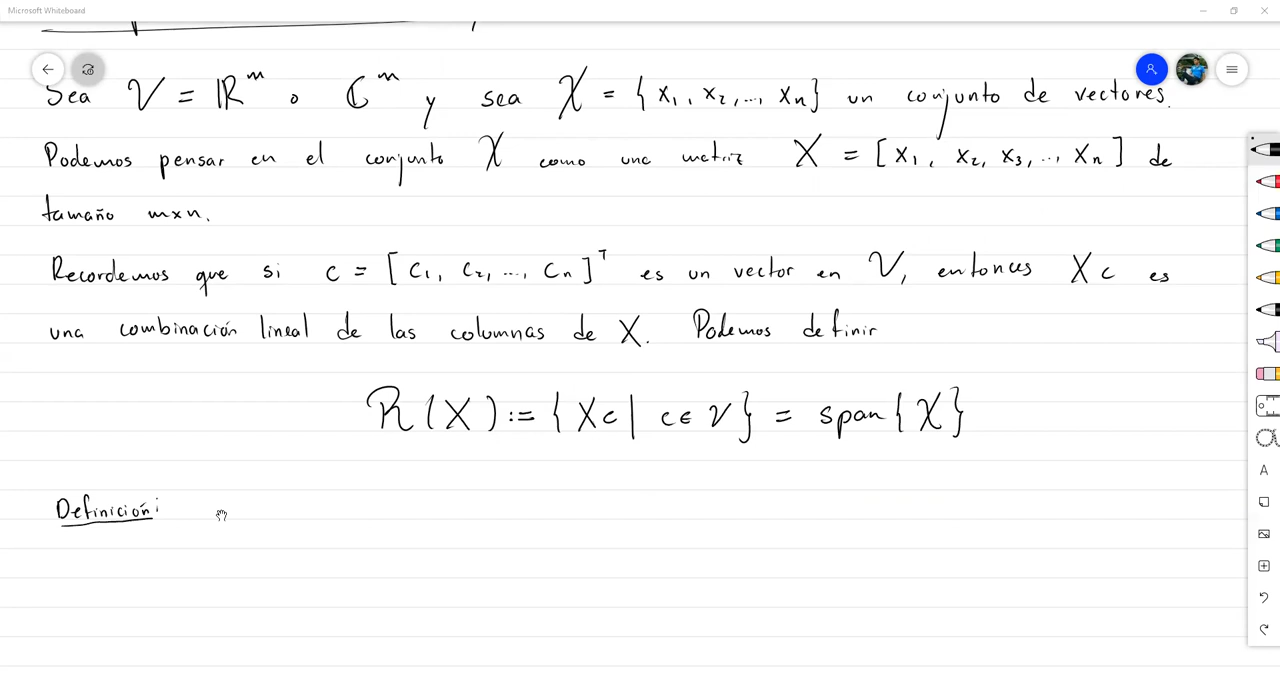 Microsoft Whiteboard
Sea 𝒱 = ℝᵐ o ℂᵐ y sea 𝒳 = { x₁, x₂, ..., xₙ } un conjunto de vectores.
Podemos pensar en el conjunto 𝒳 como una matriz X = [ x₁, x₂, x₃, ..., xₙ ] de
tamaño m×n.
Recordemos que si c = [ c₁, c₂, ..., cₙ ]ᵀ es un vector en 𝒱, entonces Xc es
una combinación lineal de las columnas de X. Podemos definir
ℛ(X) := { Xc | c ∈ 𝒱 } = span{ 𝒳 }
Definición:
A